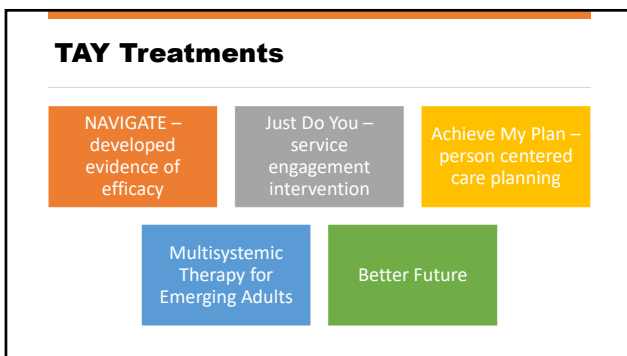 TAY Treatments
NAVIGATE –
developed
evidence of
efficacy
Just Do You –
service
engagement
intervention
Achieve My Plan –
person centered
care planning
Multisystemic
Therapy for
Emerging Adults
Better Future